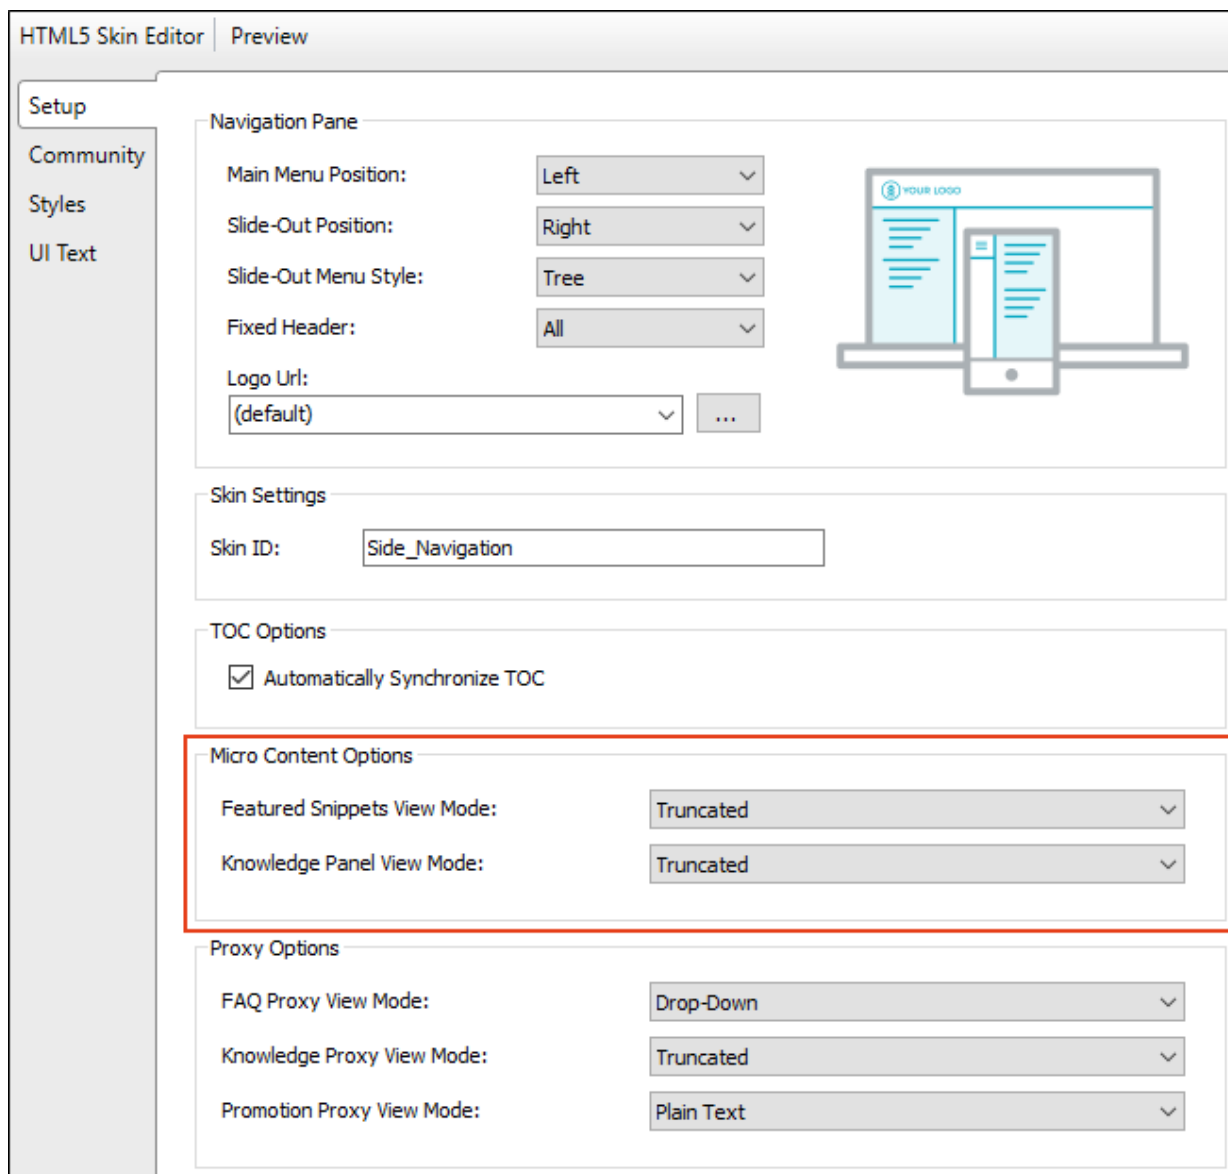 HTML5 Skin Editor Preview
Setup
Community
Styles
UI Text
Navigation Pane
Main Menu Position: Left
Slide-Out Position: Right
Slide-Out Menu Style: Tree
Fixed Header: All
Logo Url:
(default) ...
YOUR LOGO
Skin Settings
Skin ID: Side_Navigation
TOC Options
Automatically Synchronize TOC
Micro Content Options
Featured Snippets View Mode: Truncated
Knowledge Panel View Mode: Truncated
Proxy Options
FAQ Proxy View Mode: Drop-Down
Knowledge Proxy View Mode: Truncated
Promotion Proxy View Mode: Plain Text